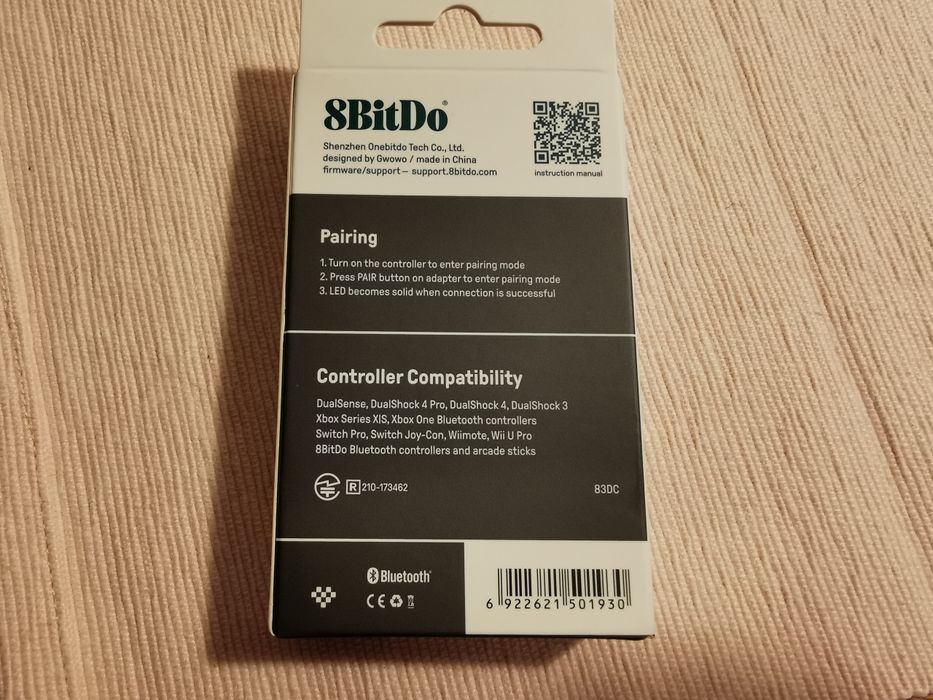 8BitDo®
Shenzhen Onebitdo Tech Co., Ltd.
designed by Gwowo / made in China
firmware/support — support.8bitdo.com
instruction manual
Pairing
1. Turn on the controller to enter pairing mode
2. Press PAIR button on adapter to enter pairing mode
3. LED becomes solid when connection is successful
Controller Compatibility
DualSense, DualShock 4 Pro, DualShock 4, DualShock 3
Xbox Series X|S, Xbox One Bluetooth controllers
Switch Pro, Switch Joy-Con, Wiimote, Wii U Pro
8BitDo Bluetooth controllers and arcade sticks
R 210-173462
83DC
Bluetooth®
CE
6 922621 501930